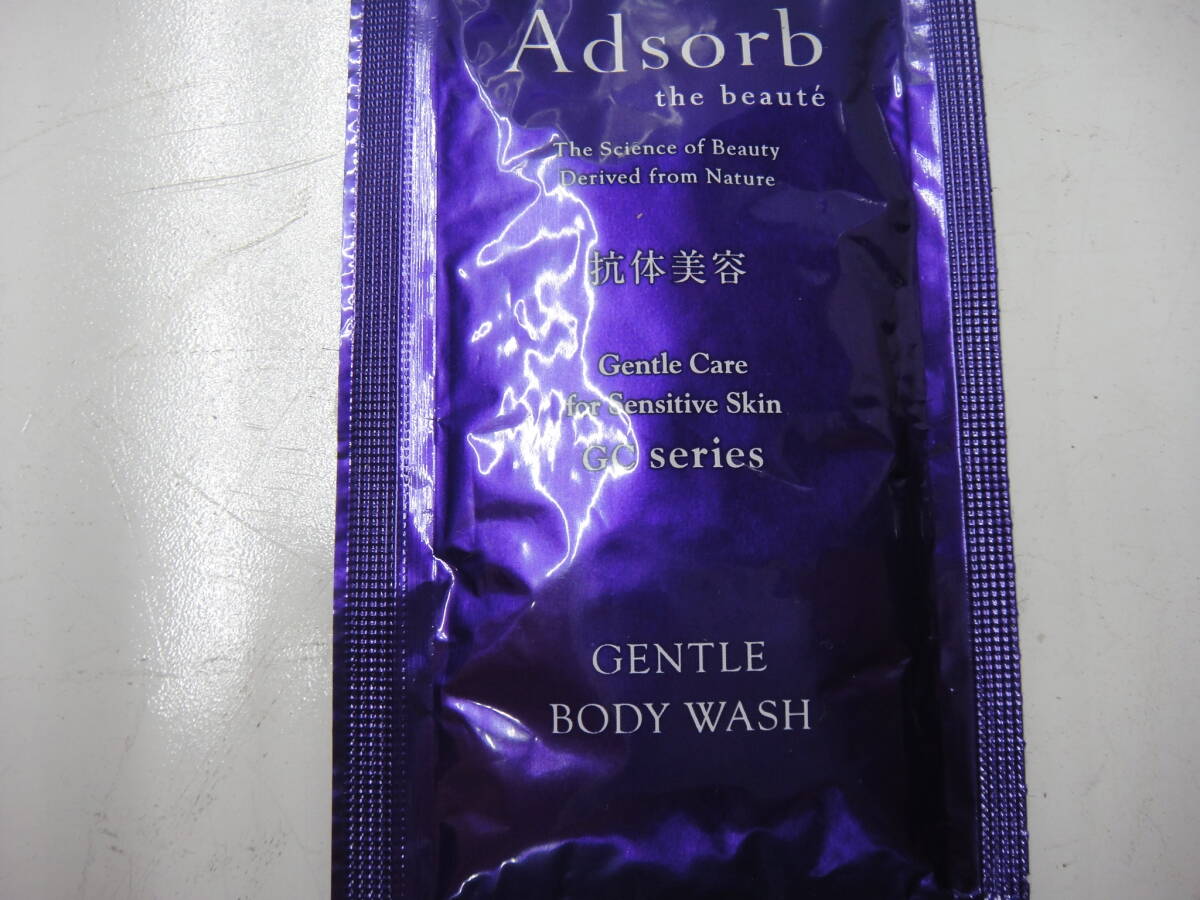 Adsorb
the beauté
The Science of Beauty
Derived from Nature
抗体美容
Gentle Care
for Sensitive Skin
GC series
GENTLE
BODY WASH